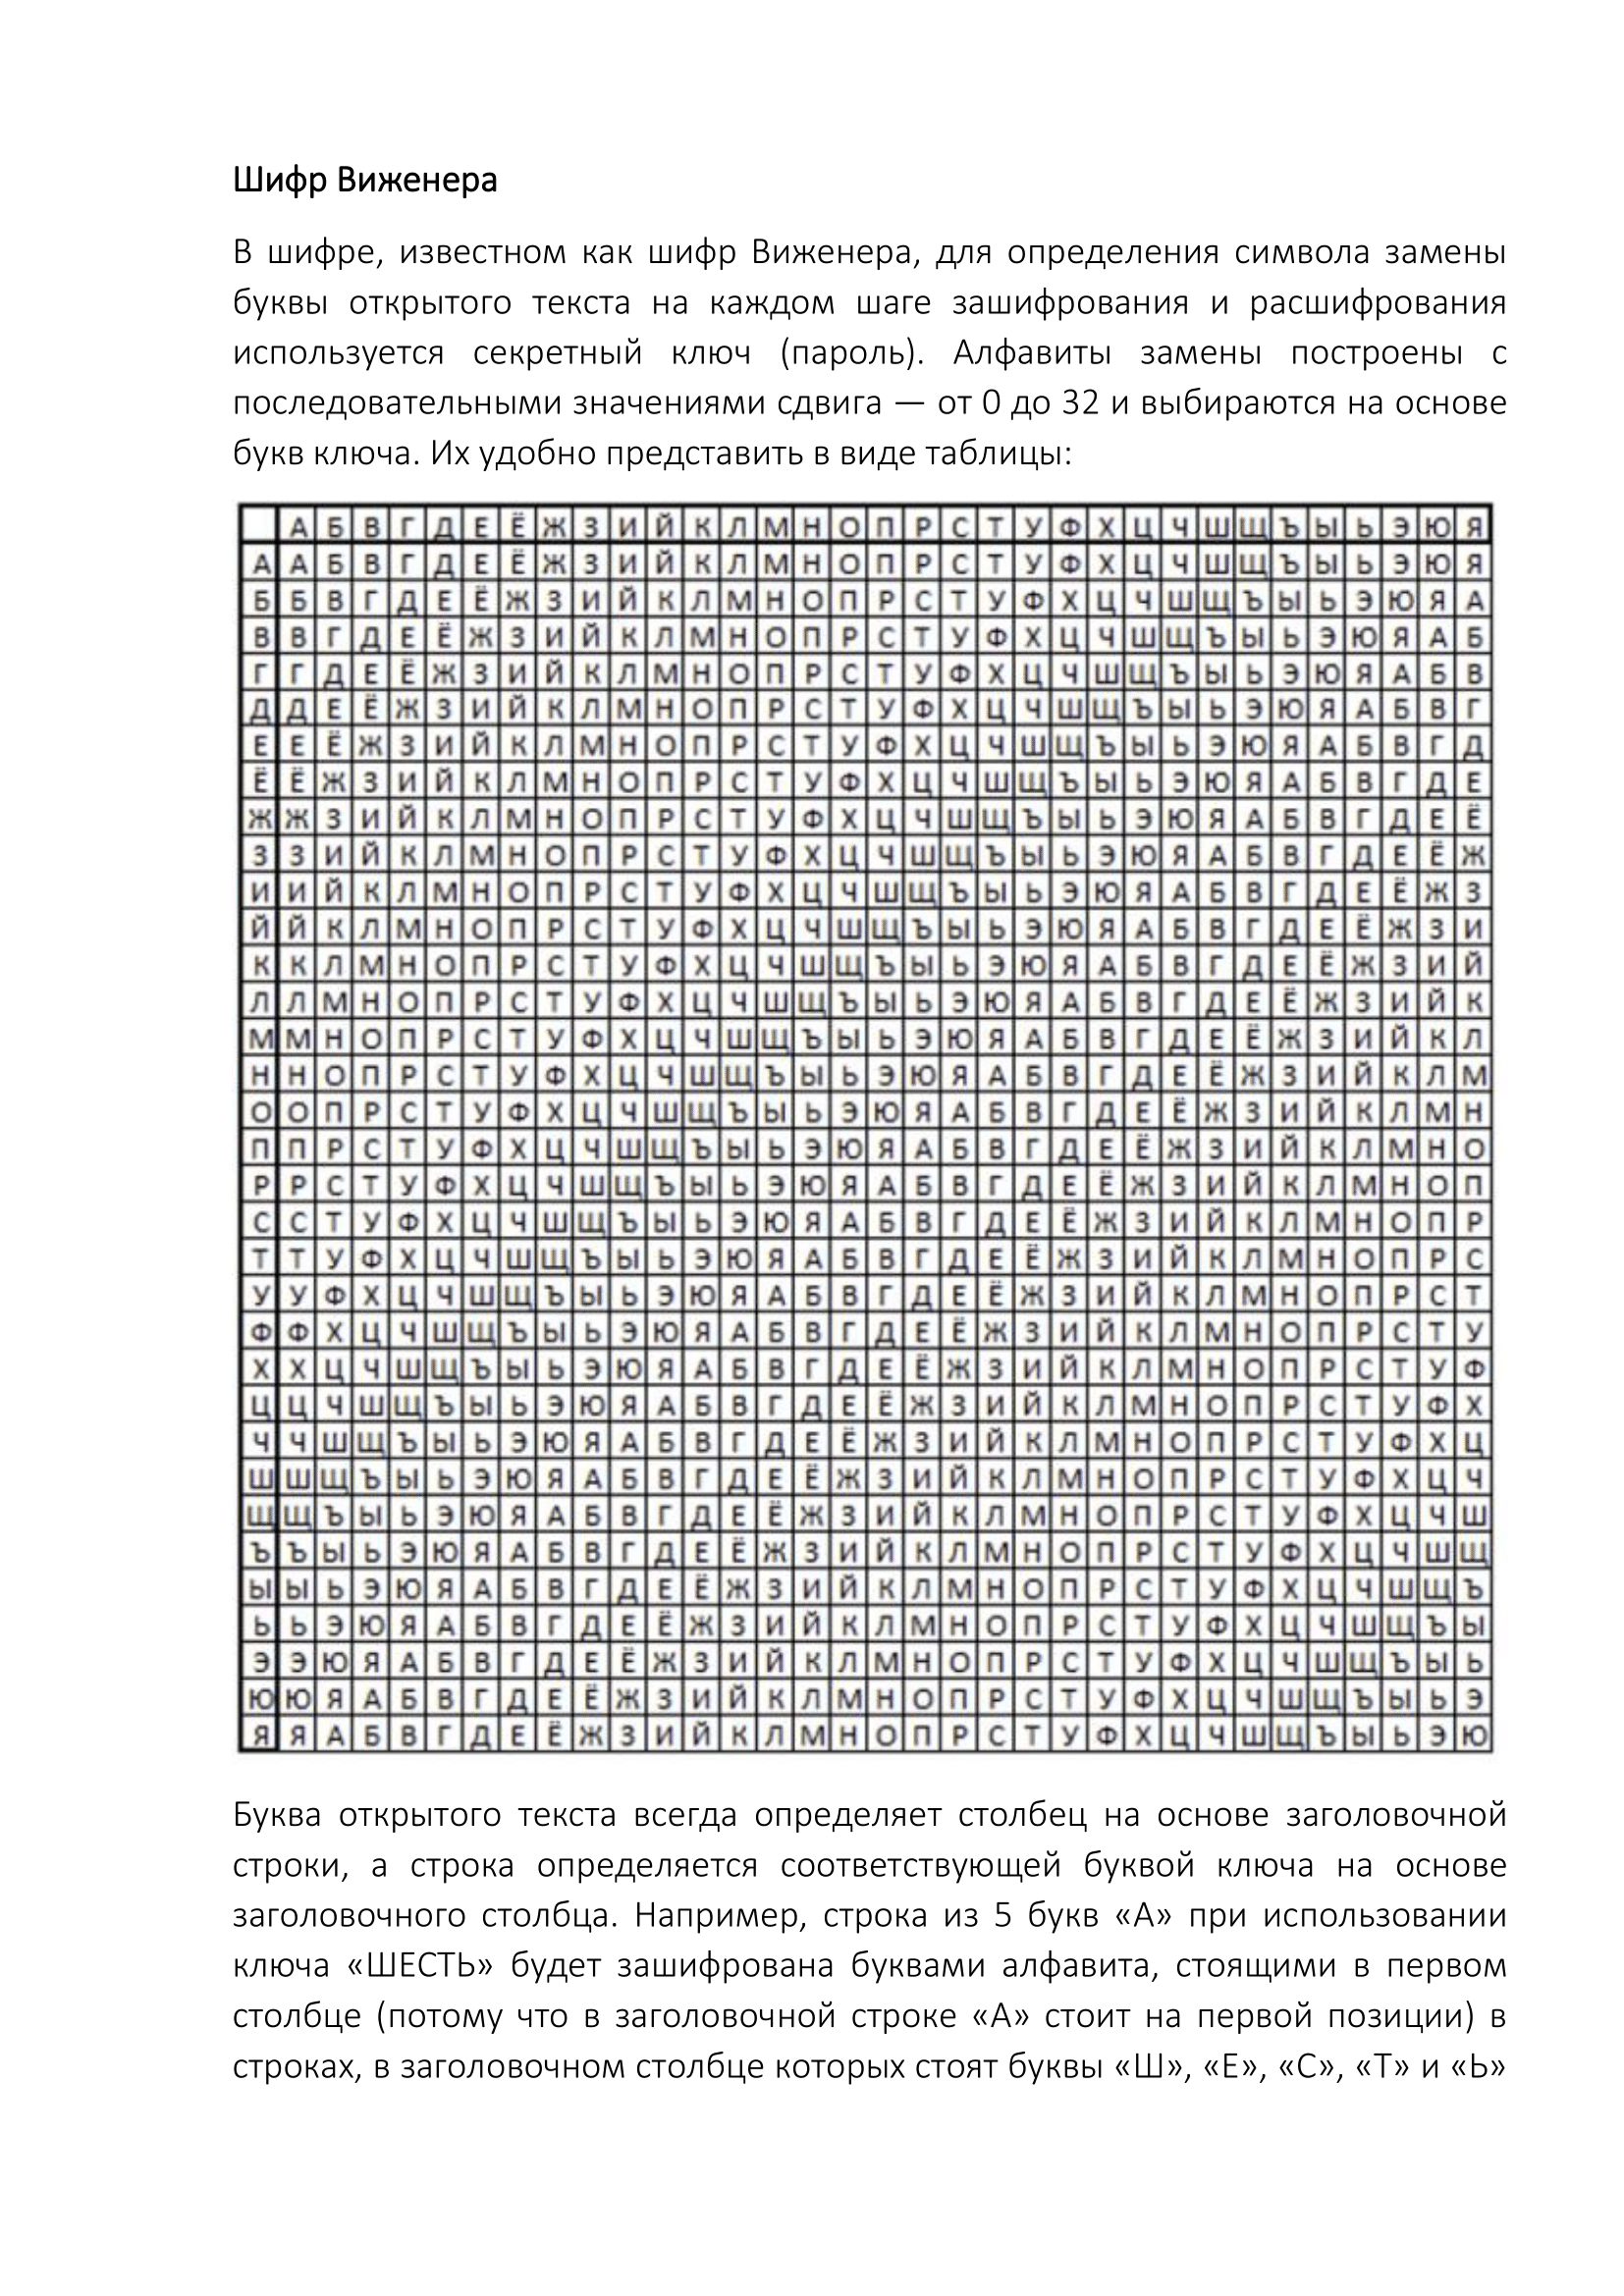 Шифр Виженера
В шифре, известном как шифр Виженера, для определения символа замены
буквы открытого текста на каждом шаге зашифрования и расшифрования
используется секретный ключ (пароль). Алфавиты замены построены с
последовательными значениями сдвига — от 0 до 32 и выбираются на основе
букв ключа. Их удобно представить в виде таблицы:
А Б В Г Д Е Ё Ж З И Й К Л М Н О П Р С Т У Ф Х Ц Ч Ш Щ Ъ Ы Ь Э Ю Я
А А Б В Г Д Е Ё Ж З И Й К Л М Н О П Р С Т У Ф Х Ц Ч Ш Щ Ъ Ы Ь Э Ю Я
Б Б В Г Д Е Ё Ж З И Й К Л М Н О П Р С Т У Ф Х Ц Ч Ш Щ Ъ Ы Ь Э Ю Я А
В В Г Д Е Ё Ж З И Й К Л М Н О П Р С Т У Ф Х Ц Ч Ш Щ Ъ Ы Ь Э Ю Я А Б
Г Г Д Е Ё Ж З И Й К Л М Н О П Р С Т У Ф Х Ц Ч Ш Щ Ъ Ы Ь Э Ю Я А Б В
Д Д Е Ё Ж З И Й К Л М Н О П Р С Т У Ф Х Ц Ч Ш Щ Ъ Ы Ь Э Ю Я А Б В Г
Е Е Ё Ж З И Й К Л М Н О П Р С Т У Ф Х Ц Ч Ш Щ Ъ Ы Ь Э Ю Я А Б В Г Д
Ё Ё Ж З И Й К Л М Н О П Р С Т У Ф Х Ц Ч Ш Щ Ъ Ы Ь Э Ю Я А Б В Г Д Е
Ж Ж З И Й К Л М Н О П Р С Т У Ф Х Ц Ч Ш Щ Ъ Ы Ь Э Ю Я А Б В Г Д Е Ё
З З И Й К Л М Н О П Р С Т У Ф Х Ц Ч Ш Щ Ъ Ы Ь Э Ю Я А Б В Г Д Е Ё Ж
И И Й К Л М Н О П Р С Т У Ф Х Ц Ч Ш Щ Ъ Ы Ь Э Ю Я А Б В Г Д Е Ё Ж З
Й Й К Л М Н О П Р С Т У Ф Х Ц Ч Ш Щ Ъ Ы Ь Э Ю Я А Б В Г Д Е Ё Ж З И
К К Л М Н О П Р С Т У Ф Х Ц Ч Ш Щ Ъ Ы Ь Э Ю Я А Б В Г Д Е Ё Ж З И Й
Л Л М Н О П Р С Т У Ф Х Ц Ч Ш Щ Ъ Ы Ь Э Ю Я А Б В Г Д Е Ё Ж З И Й К
М М Н О П Р С Т У Ф Х Ц Ч Ш Щ Ъ Ы Ь Э Ю Я А Б В Г Д Е Ё Ж З И Й К Л
Н Н О П Р С Т У Ф Х Ц Ч Ш Щ Ъ Ы Ь Э Ю Я А Б В Г Д Е Ё Ж З И Й К Л М
О О П Р С Т У Ф Х Ц Ч Ш Щ Ъ Ы Ь Э Ю Я А Б В Г Д Е Ё Ж З И Й К Л М Н
П П Р С Т У Ф Х Ц Ч Ш Щ Ъ Ы Ь Э Ю Я А Б В Г Д Е Ё Ж З И Й К Л М Н О
Р Р С Т У Ф Х Ц Ч Ш Щ Ъ Ы Ь Э Ю Я А Б В Г Д Е Ё Ж З И Й К Л М Н О П
С С Т У Ф Х Ц Ч Ш Щ Ъ Ы Ь Э Ю Я А Б В Г Д Е Ё Ж З И Й К Л М Н О П Р
Т Т У Ф Х Ц Ч Ш Щ Ъ Ы Ь Э Ю Я А Б В Г Д Е Ё Ж З И Й К Л М Н О П Р С
У У Ф Х Ц Ч Ш Щ Ъ Ы Ь Э Ю Я А Б В Г Д Е Ё Ж З И Й К Л М Н О П Р С Т
Ф Ф Х Ц Ч Ш Щ Ъ Ы Ь Э Ю Я А Б В Г Д Е Ё Ж З И Й К Л М Н О П Р С Т У
Х Х Ц Ч Ш Щ Ъ Ы Ь Э Ю Я А Б В Г Д Е Ё Ж З И Й К Л М Н О П Р С Т У Ф
Ц Ц Ч Ш Щ Ъ Ы Ь Э Ю Я А Б В Г Д Е Ё Ж З И Й К Л М Н О П Р С Т У Ф Х
Ч Ч Ш Щ Ъ Ы Ь Э Ю Я А Б В Г Д Е Ё Ж З И Й К Л М Н О П Р С Т У Ф Х Ц
Ш Ш Щ Ъ Ы Ь Э Ю Я А Б В Г Д Е Ё Ж З И Й К Л М Н О П Р С Т У Ф Х Ц Ч
Щ Щ Ъ Ы Ь Э Ю Я А Б В Г Д Е Ё Ж З И Й К Л М Н О П Р С Т У Ф Х Ц Ч Ш
Ъ Ъ Ы Ь Э Ю Я А Б В Г Д Е Ё Ж З И Й К Л М Н О П Р С Т У Ф Х Ц Ч Ш Щ
Ы Ы Ь Э Ю Я А Б В Г Д Е Ё Ж З И Й К Л М Н О П Р С Т У Ф Х Ц Ч Ш Щ Ъ
Ь Ь Э Ю Я А Б В Г Д Е Ё Ж З И Й К Л М Н О П Р С Т У Ф Х Ц Ч Ш Щ Ъ Ы
Э Э Ю Я А Б В Г Д Е Ё Ж З И Й К Л М Н О П Р С Т У Ф Х Ц Ч Ш Щ Ъ Ы Ь
Ю Ю Я А Б В Г Д Е Ё Ж З И Й К Л М Н О П Р С Т У Ф Х Ц Ч Ш Щ Ъ Ы Ь Э
Я Я А Б В Г Д Е Ё Ж З И Й К Л М Н О П Р С Т У Ф Х Ц Ч Ш Щ Ъ Ы Ь Э Ю
Буква открытого текста всегда определяет столбец на основе заголовочной
строки, а строка определяется соответствующей буквой ключа на основе
заголовочного столбца. Например, строка из 5 букв «А» при использовании
ключа «ШЕСТЬ» будет зашифрована буквами алфавита, стоящими в первом
столбце (потому что в заголовочной строке «А» стоит на первой позиции) в
строках, в заголовочном столбце которых стоят буквы «Ш», «Е», «С», «Т» и «Ь»